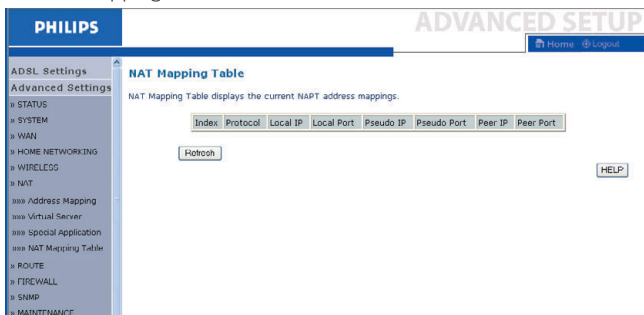 PHILIPS
ADVANCED SETUP
Home Logout
ADSL Settings
Advanced Settings
» STATUS
» SYSTEM
» WAN
» HOME NETWORKING
» WIRELESS
» NAT
»»» Address Mapping
»»» Virtual Server
»»» Special Application
»»» NAT Mapping Table
» ROUTE
» FIREWALL
» SNMP
» MAINTENANCE
NAT Mapping Table
NAT Mapping Table displays the current NAPT address mappings.
Index Protocol Local IP Local Port Pseudo IP Pseudo Port Peer IP Peer Port
Refresh
HELP